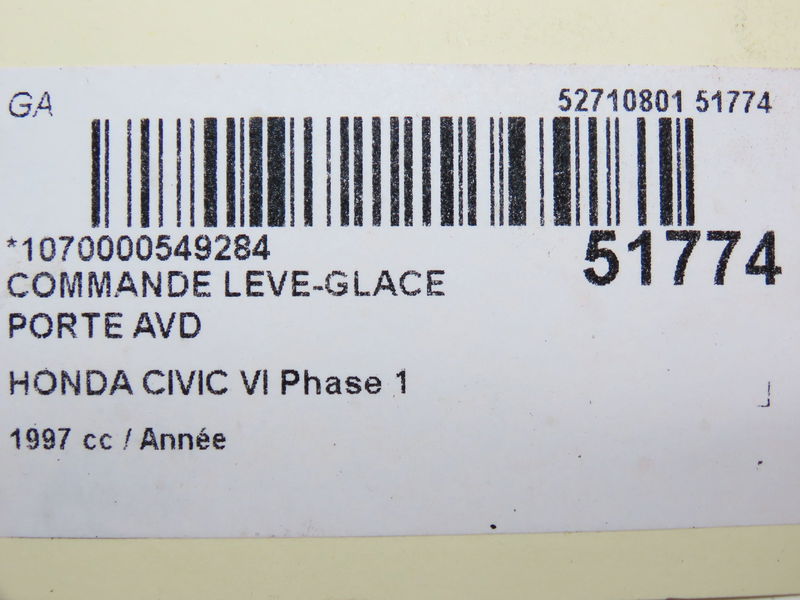 GA
52710801 51774
*1070000549284
51774
COMMANDE LEVE-GLACE
PORTE AVD
HONDA CIVIC VI Phase 1
1997 cc / Année